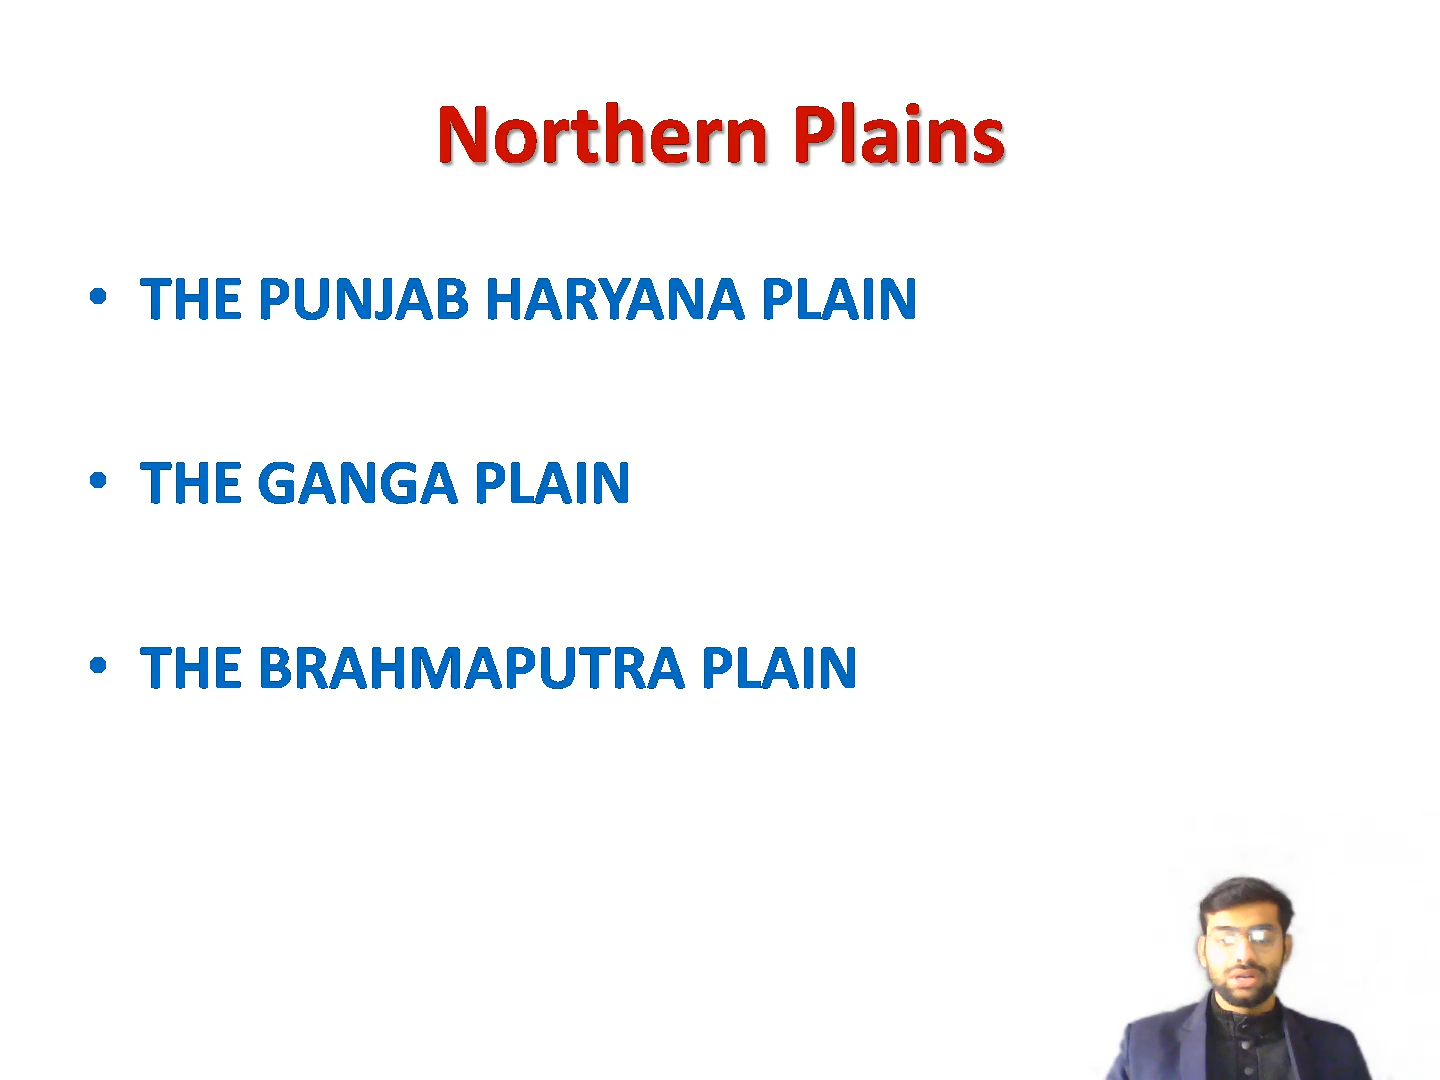 Northern Plains
• THE PUNJAB HARYANA PLAIN
• THE GANGA PLAIN
• THE BRAHMAPUTRA PLAIN